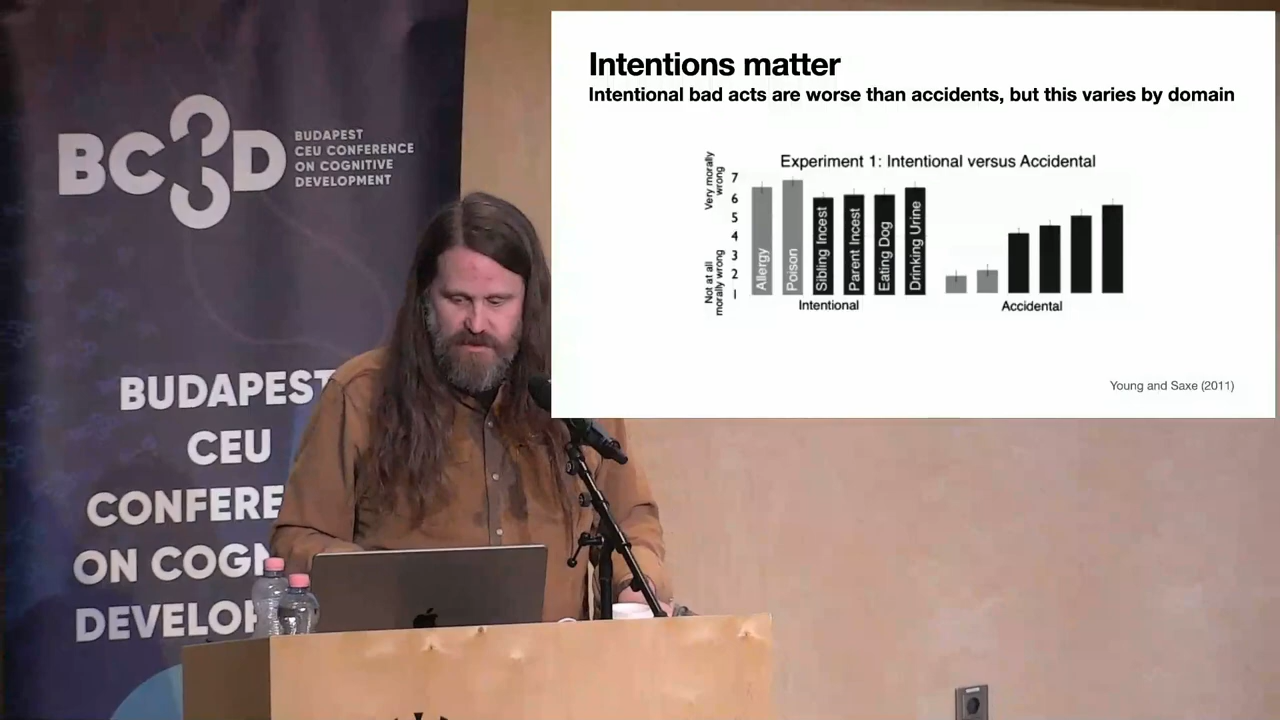 BC3D
BUDAPEST
CEU CONFERENCE
ON COGNITIVE
DEVELOPMENT
BUDAPEST
CEU
CONFERE
ON COGN
DEVELOP
Intentions matter
Intentional bad acts are worse than accidents, but this varies by domain
Experiment 1: Intentional versus Accidental
Very morally
wrong
Not at all
morally wrong
7
6
5
4
3
2
1
Allergy
Poison
Sibling Incest
Parent Incest
Eating Dog
Drinking Urine
Intentional
Accidental
Young and Saxe (2011)